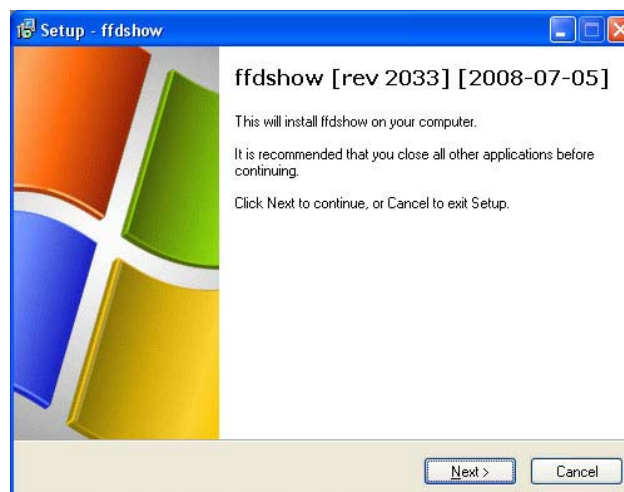 Setup - ffdshow
ffdshow [rev 2033] [2008-07-05]
This will install ffdshow on your computer.
It is recommended that you close all other applications before
continuing.
Click Next to continue, or Cancel to exit Setup.
Next >
Cancel